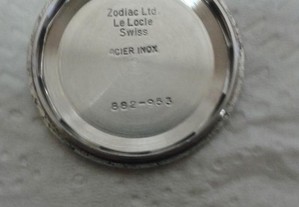 Zodiac Ltd.
Le Locle
Swiss
ACIER INOX
882-953